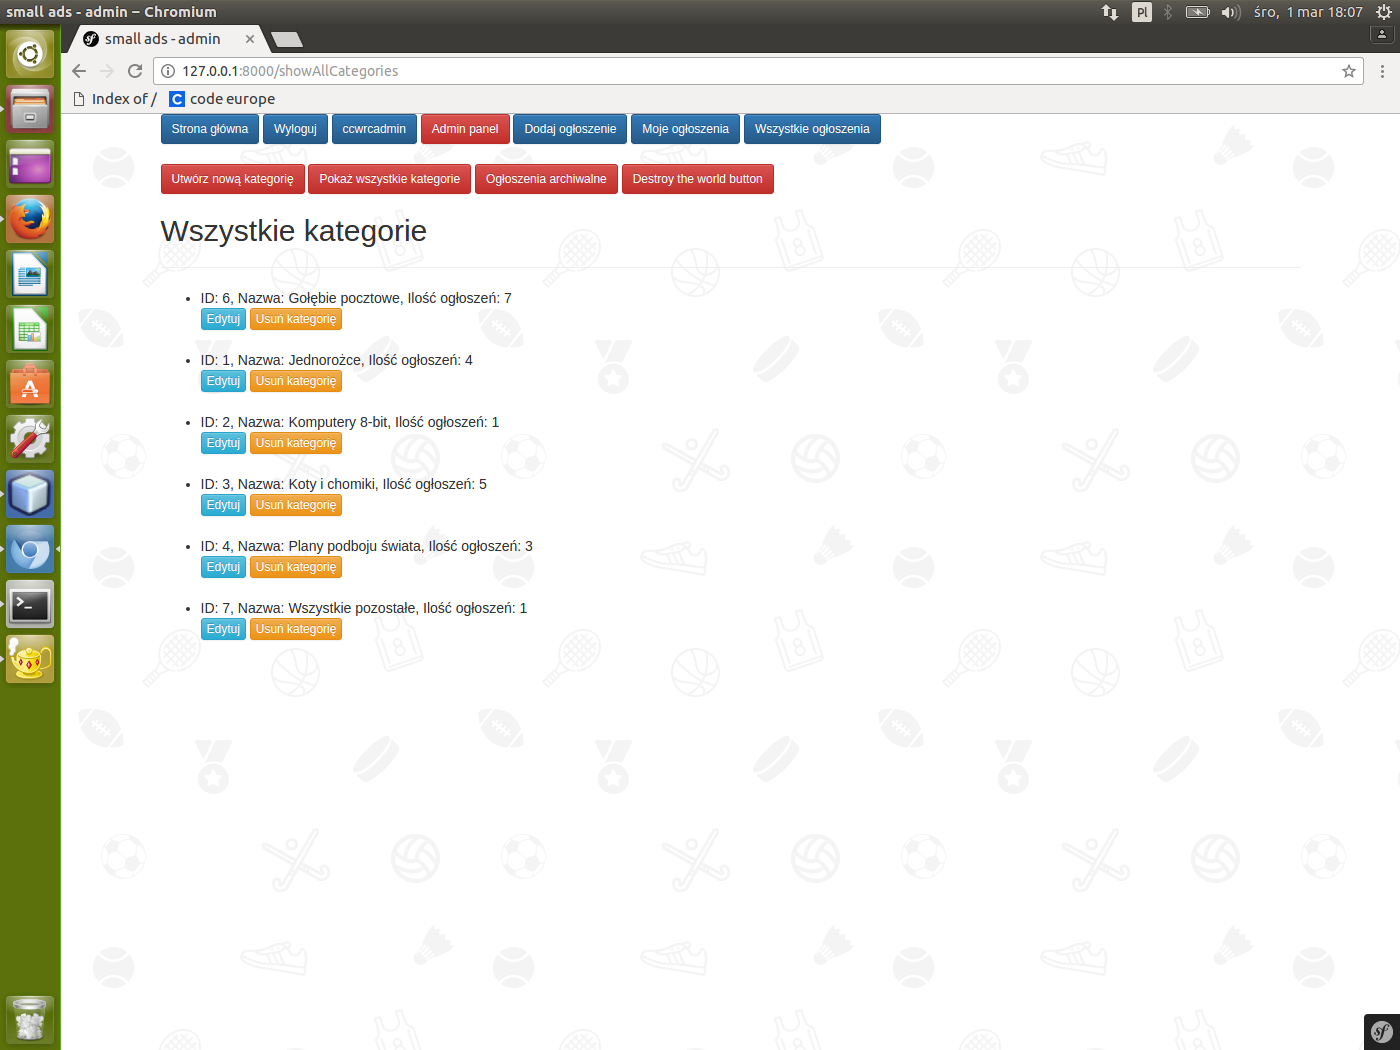 small ads - admin – Chromium
Pl
śro, 1 mar 18:07
small ads - admin
127.0.0.1:8000/showAllCategories
Index of /
code europe
Strona główna
Wyloguj
ccwrcadmin
Admin panel
Dodaj ogłoszenie
Moje ogłoszenia
Wszystkie ogłoszenia
Utwórz nową kategorię
Pokaż wszystkie kategorie
Ogłoszenia archiwalne
Destroy the world button
Wszystkie kategorie
ID: 6, Nazwa: Gołębie pocztowe, Ilość ogłoszeń: 7
Edytuj Usuń kategorię
ID: 1, Nazwa: Jednorożce, Ilość ogłoszeń: 4
Edytuj Usuń kategorię
ID: 2, Nazwa: Komputery 8-bit, Ilość ogłoszeń: 1
Edytuj Usuń kategorię
ID: 3, Nazwa: Koty i chomiki, Ilość ogłoszeń: 5
Edytuj Usuń kategorię
ID: 4, Nazwa: Plany podboju świata, Ilość ogłoszeń: 3
Edytuj Usuń kategorię
ID: 7, Nazwa: Wszystkie pozostałe, Ilość ogłoszeń: 1
Edytuj Usuń kategorię